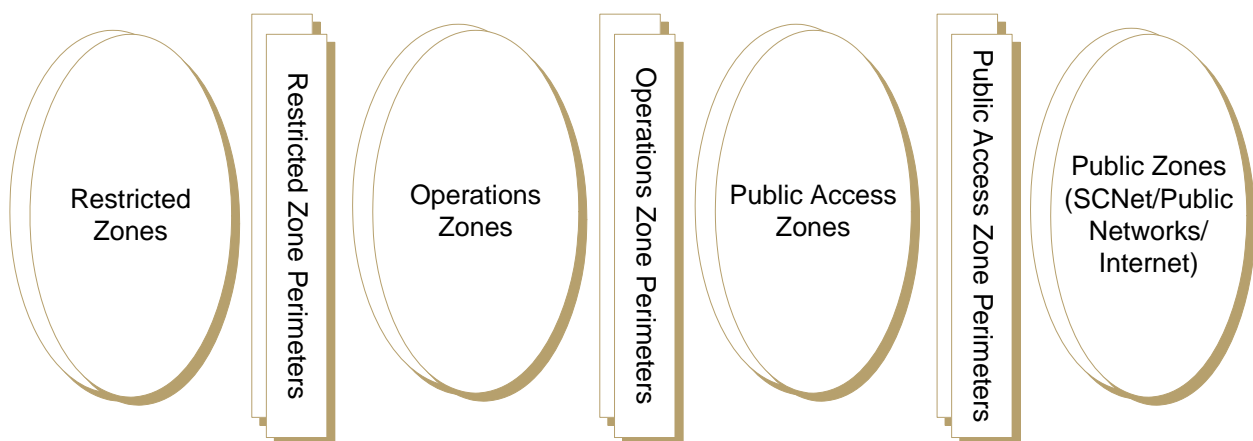 Restricted
Zones
Restricted Zone Perimeters
Operations
Zones
Operations Zone Perimeters
Public Access
Zones
Public Access Zone Perimeters
Public Zones
(SCNet/Public
Networks/
Internet)